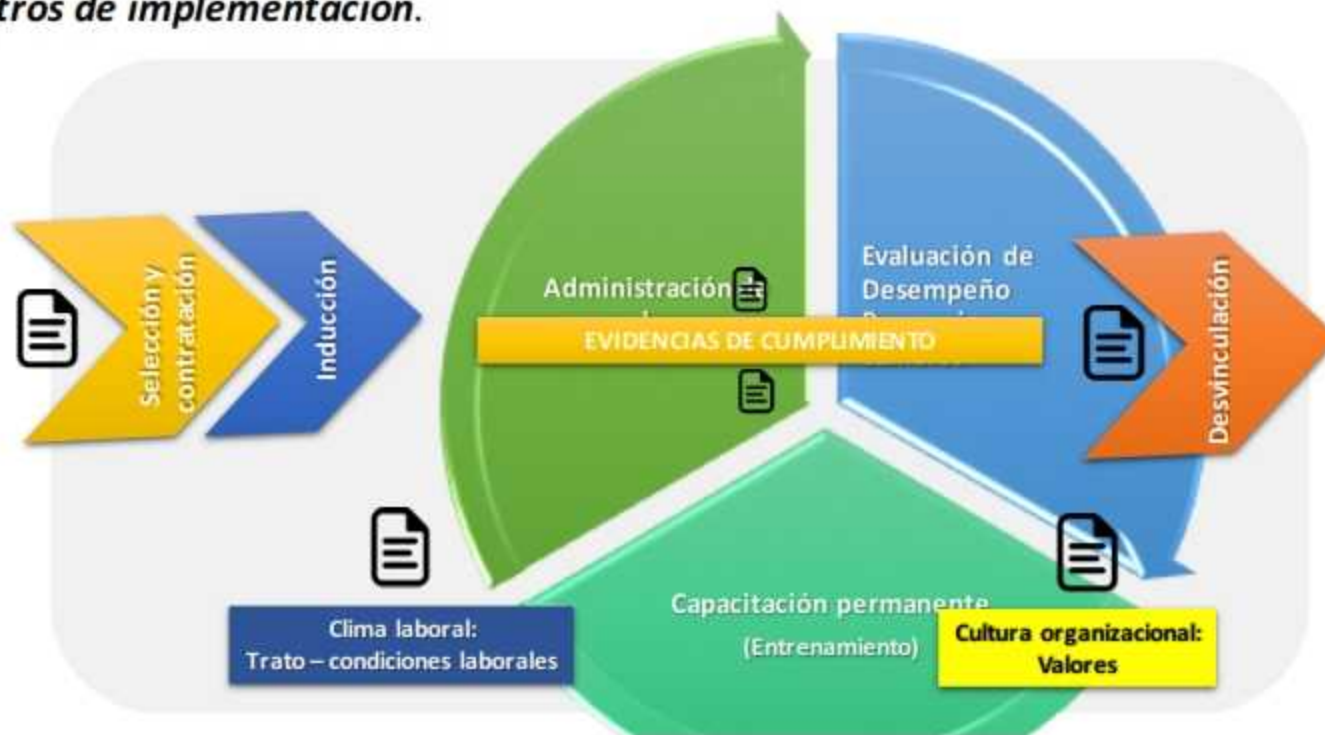 tros de implementación.
Selección y
contratación
Inducción
Administración
Evaluación de
Desempeño
EVIDENCIAS DE CUMPLIMIENTO
Desvinculación
Capacitación permanente
(Entrenamiento)
Clima laboral:
Trato – condiciones laborales
Cultura organizacional:
Valores